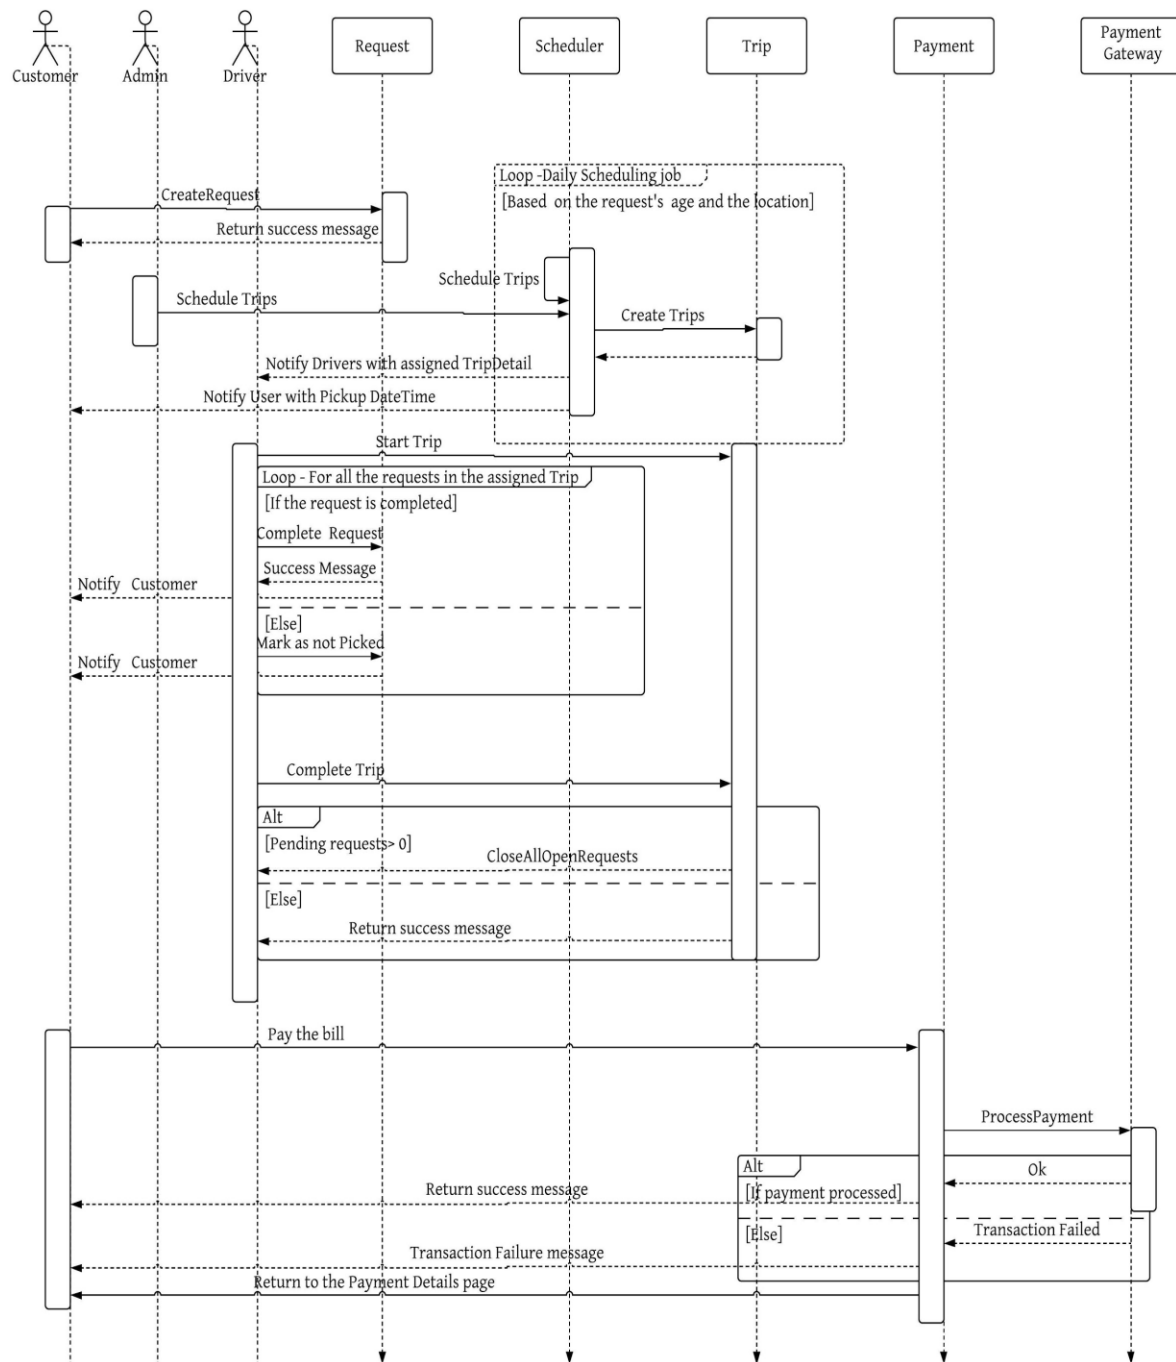 Customer
Admin
Driver
Request
Scheduler
Trip
Payment
Payment
Gateway
Loop -Daily Scheduling job
[Based on the request's age and the location]
CreateRequest
Return success message
Schedule Trips
Schedule Trips
Create Trips
Notify Drivers with assigned TripDetail
Notify User with Pickup DateTime
Start Trip
Loop - For all the requests in the assigned Trip
[If the request is completed]
Complete Request
Success Message
Notify Customer
[Else]
Mark as not Picked
Notify Customer
Complete Trip
Alt
[Pending requests> 0]
CloseAllOpenRequests
[Else]
Return success message
Pay the bill
ProcessPayment
Alt
Ok
[If payment processed]
Return success message
[Else]
Transaction Failed
Transaction Failure message
Return to the Payment Details page